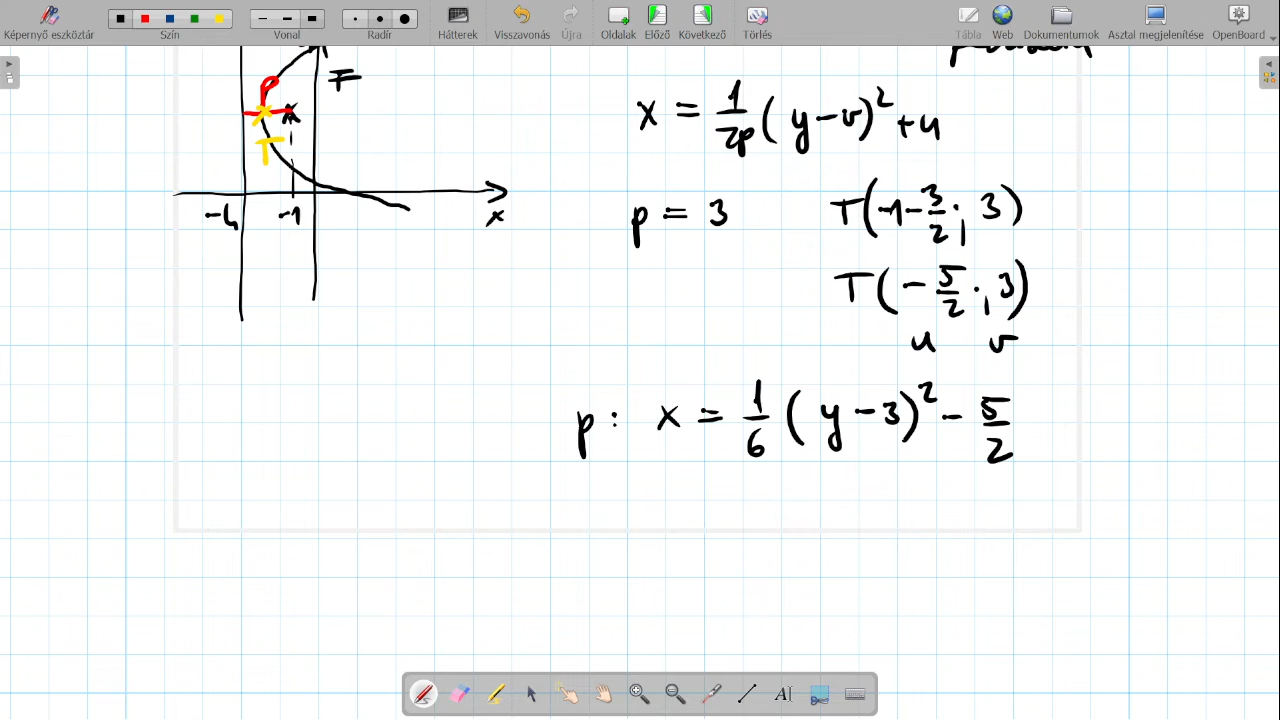 Képernyő eszköztár
Szín
Vonal
Radír
Hátterek
Visszavonás
Újra
Oldalak
Előző
Következő
Törlés
Tábla
Web
Dokumentumok
Asztal megjelenítése
OpenBoard
F
P
T
-4
-1
x
x = 1/2p (y-v)² + u
p = 3
T(-1-3/2; 3)
T(-5/2; 3)
u v
p: x = 1/6 (y-3)² - 5/2